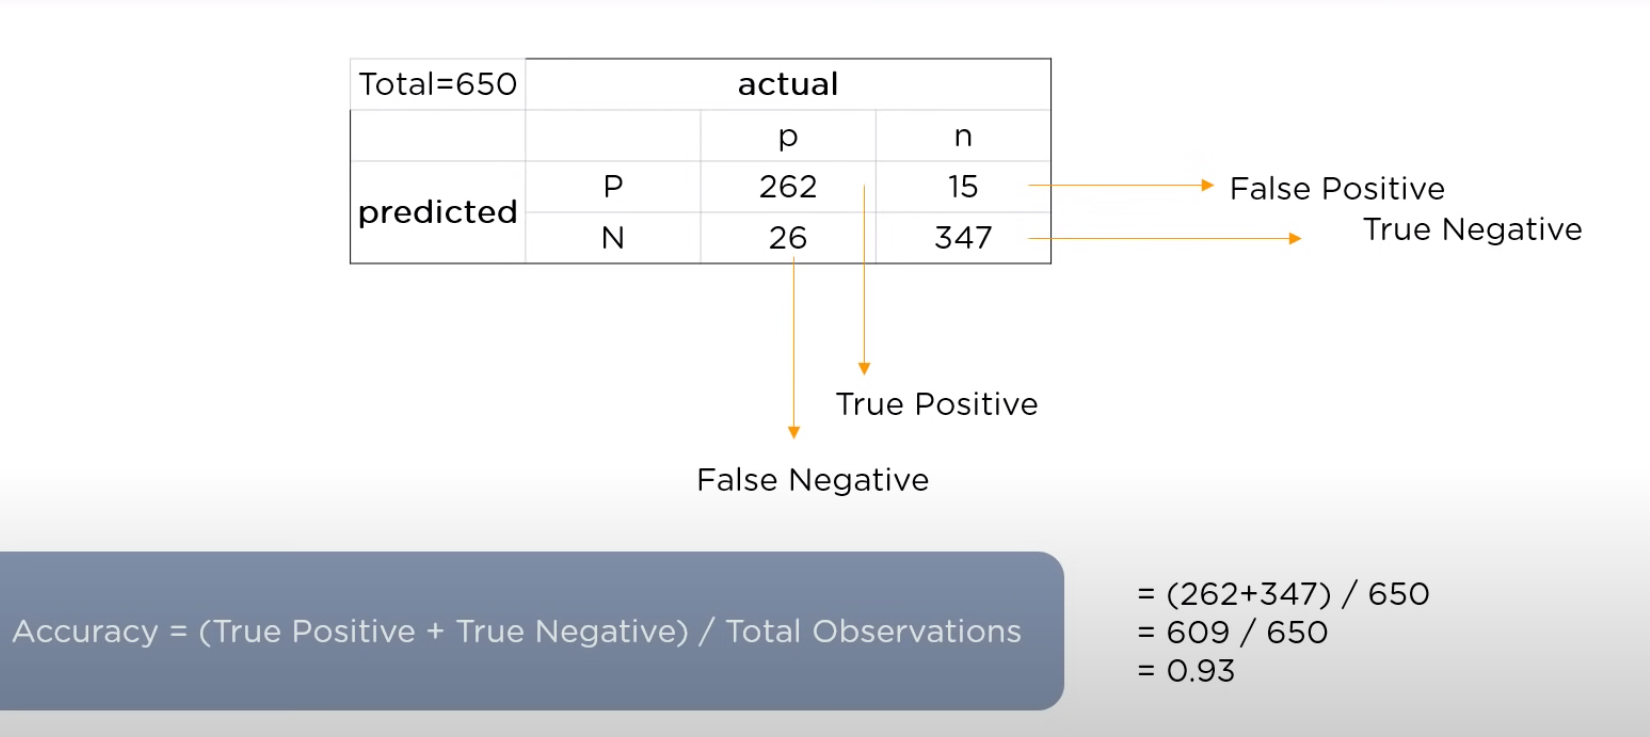 Total=650 actual
p n
P 262 15
predicted
N 26 347
False Positive
True Negative
True Positive
False Negative
Accuracy = (True Positive + True Negative) / Total Observations
= (262+347) / 650
= 609 / 650
= 0.93